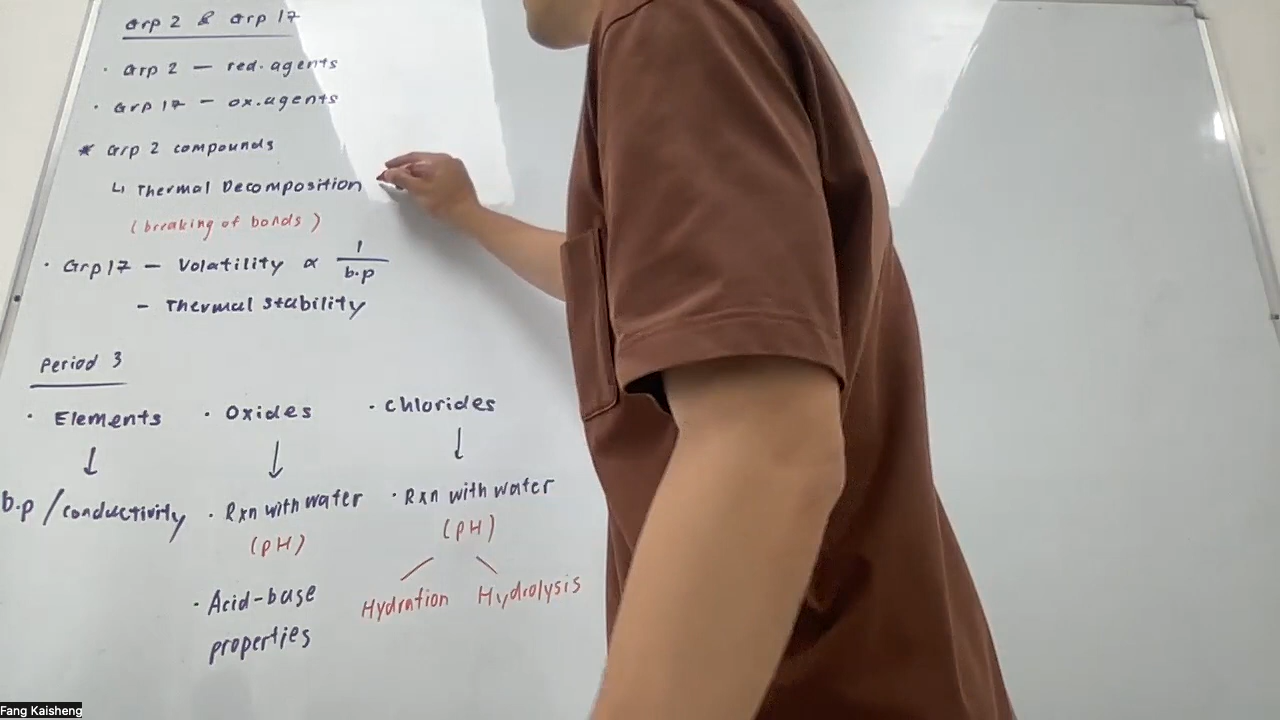 Grp 2 & Grp 17
· Grp 2 – red. agents
· Grp 17 – ox. agents
* Grp 2 compounds
↳ Thermal Decomposition
(breaking of bonds)
· Grp 17 – Volatility ∝ 1/b.p
– Thermal stability
Period 3
· Elements · Oxides · Chlorides
↓ ↓ ↓
b.p / conductivity · Rxn with water · Rxn with water
(pH) (pH)
Hydration Hydrolysis
· Acid-base
properties
Fang Kaisheng